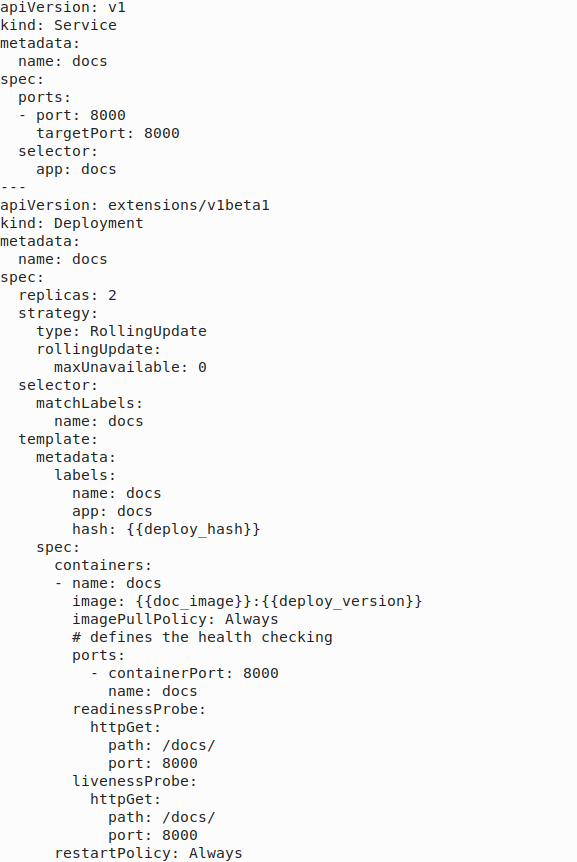 apiVersion: v1
kind: Service
metadata:
  name: docs
spec:
  ports:
  - port: 8000
    targetPort: 8000
  selector:
    app: docs
---
apiVersion: extensions/v1beta1
kind: Deployment
metadata:
  name: docs
spec:
  replicas: 2
  strategy:
    type: RollingUpdate
    rollingUpdate:
      maxUnavailable: 0
  selector:
    matchLabels:
      name: docs
  template:
    metadata:
      labels:
        name: docs
        app: docs
        hash: {{deploy_hash}}
    spec:
      containers:
      - name: docs
        image: {{doc_image}}:{{deploy_version}}
        imagePullPolicy: Always
        # defines the health checking
        ports:
          - containerPort: 8000
            name: docs
        readinessProbe:
          httpGet:
            path: /docs/
            port: 8000
        livenessProbe:
          httpGet:
            path: /docs/
            port: 8000
      restartPolicy: Always